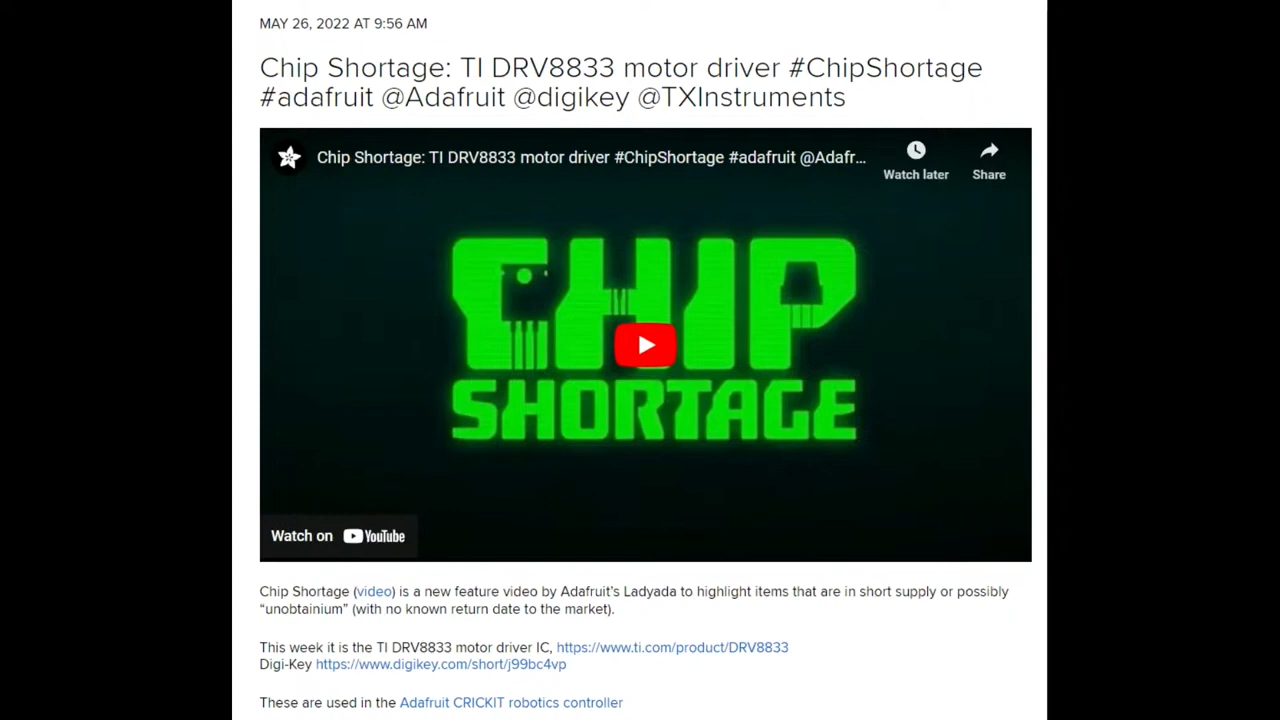 MAY 26, 2022 AT 9:56 AM
Chip Shortage: TI DRV8833 motor driver #ChipShortage
#adafruit @Adafruit @digikey @TXInstruments
Chip Shortage: TI DRV8833 motor driver #ChipShortage #adafruit @Adafr...
Watch later
Share
CHIP
SHORTAGE
Watch on YouTube
Chip Shortage (video) is a new feature video by Adafruit's Ladyada to highlight items that are in short supply or possibly
“unobtainium” (with no known return date to the market).
This week it is the TI DRV8833 motor driver IC, https://www.ti.com/product/DRV8833
Digi-Key https://www.digikey.com/short/j99bc4vp
These are used in the Adafruit CRICKIT robotics controller